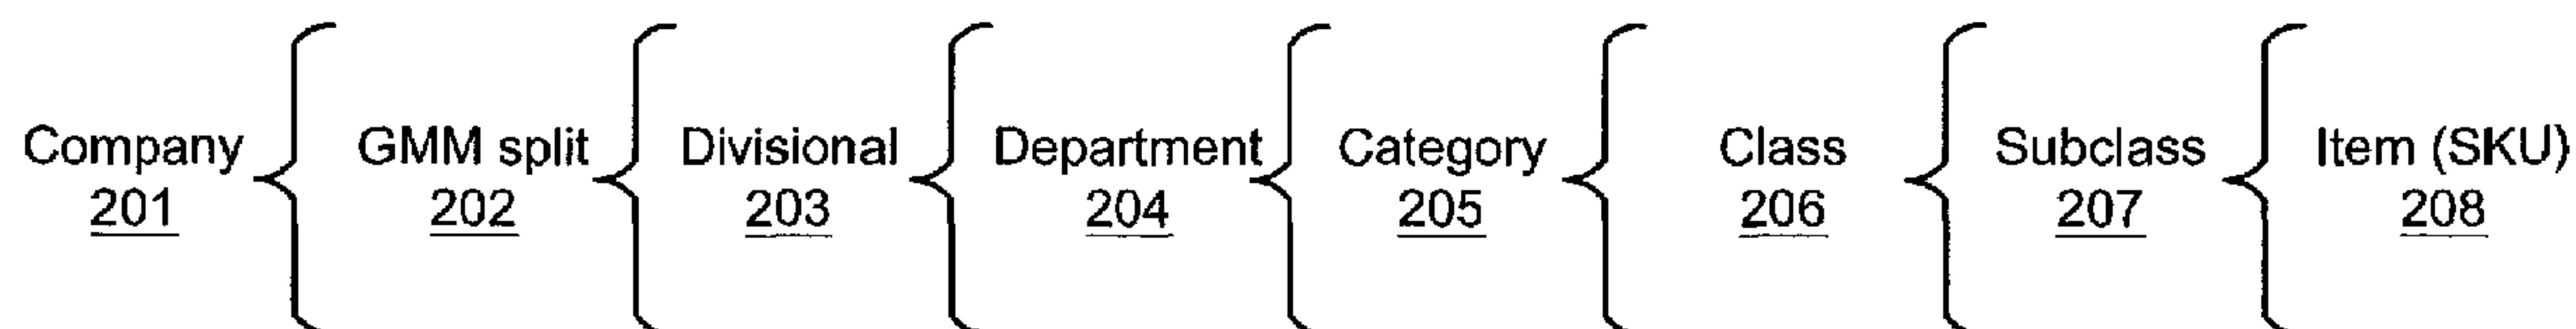 Company GMM split Divisional Department Category Class Subclass Item (SKU)
201 202 203 204 205 206 207 208